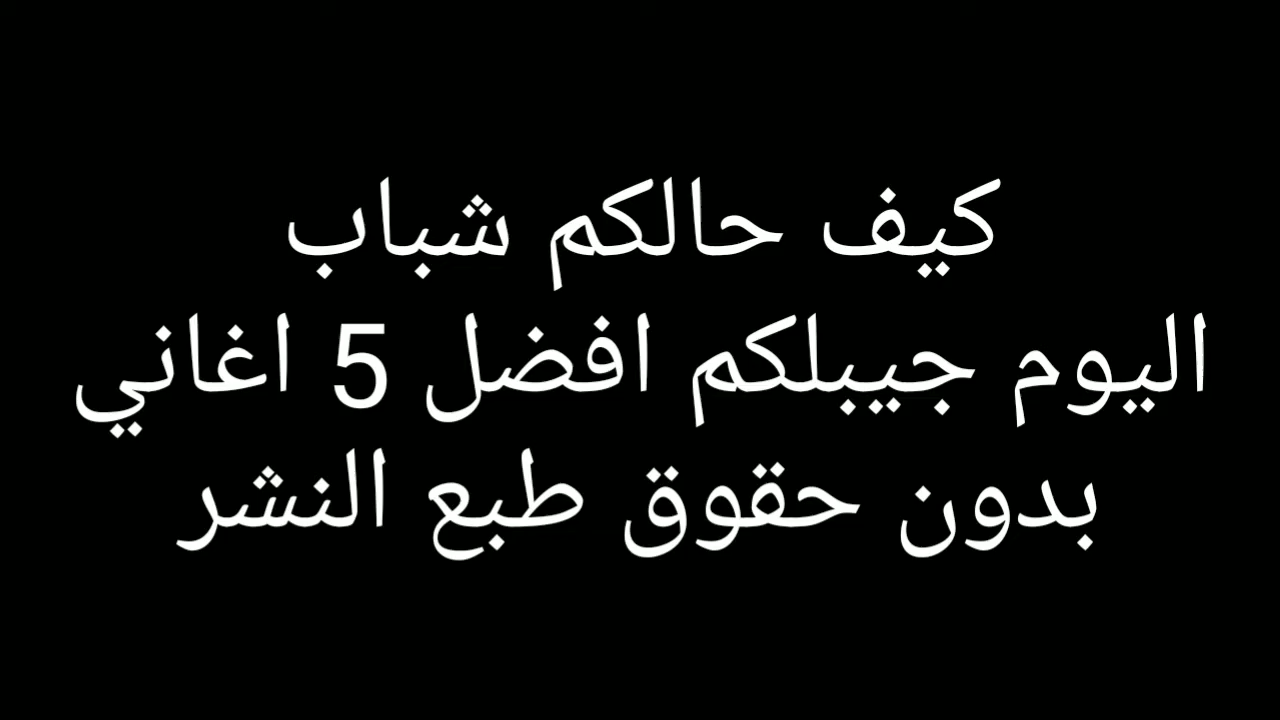 كيف حالكم شباب
اليوم جيبلكم افضل 5 اغاني
بدون حقوق طبع النشر